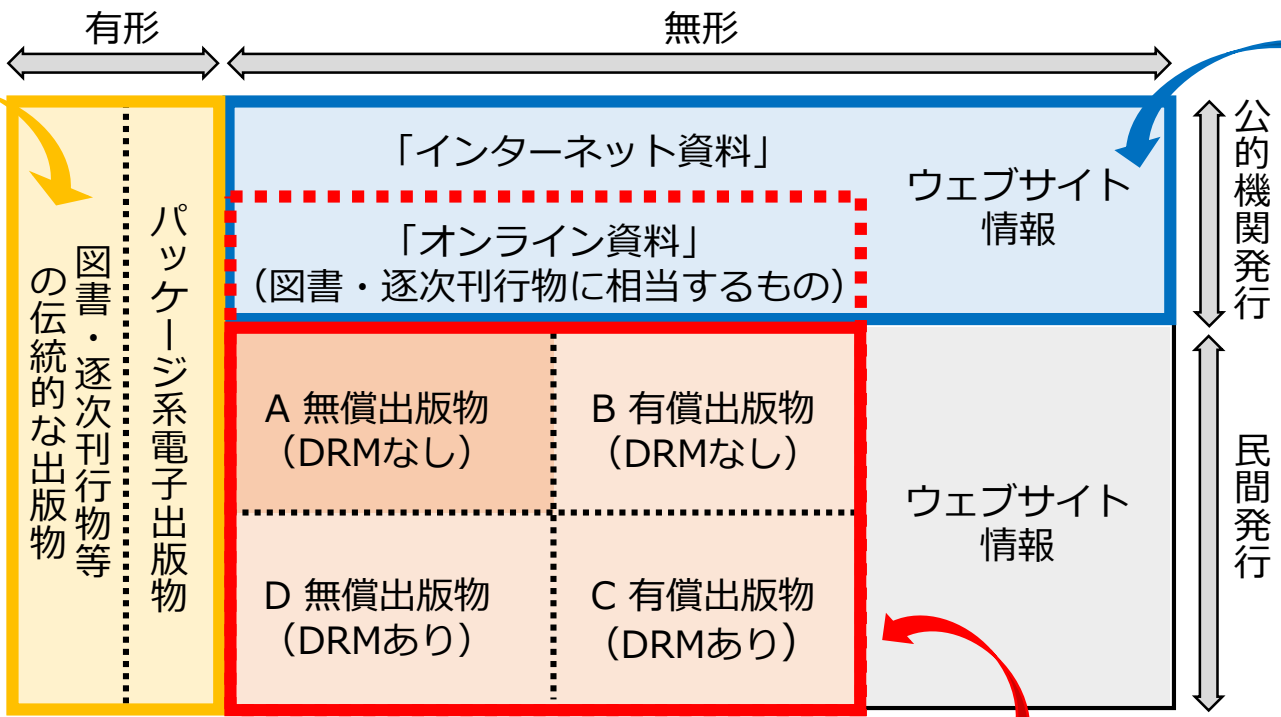 有形
無形
図書・逐次刊行物等
の伝統的な出版物
パッケージ系電子出版物
「インターネット資料」
「オンライン資料」
（図書・逐次刊行物に相当するもの）
ウェブサイト
情報
公的機関発行
A 無償出版物
（DRMなし）
B 有償出版物
（DRMなし）
D 無償出版物
（DRMあり）
C 有償出版物
（DRMあり）
ウェブサイト
情報
民間発行